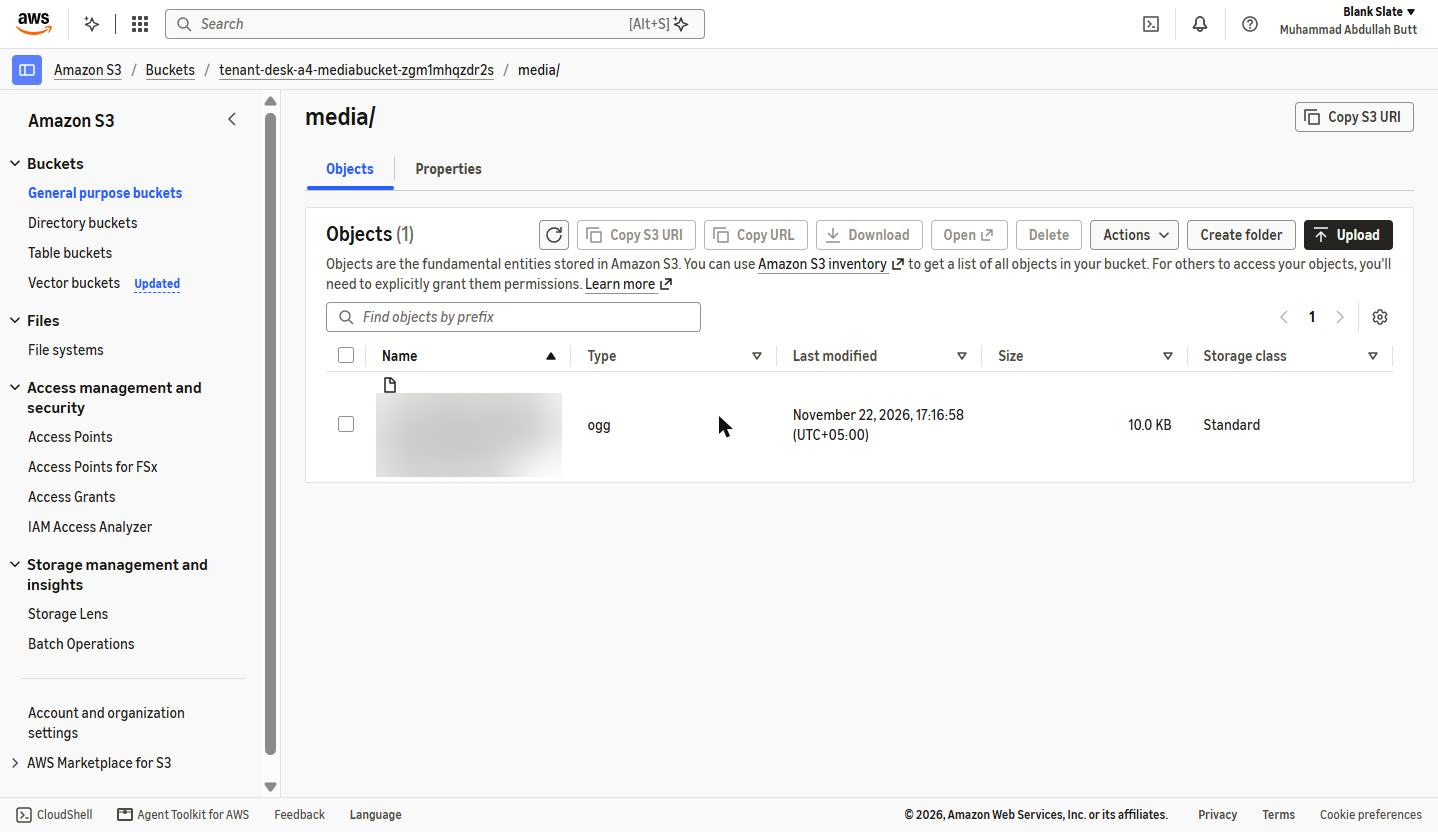 aws
Search [Alt+S]
Blank Slate
Muhammad Abdullah Butt
Amazon S3 / Buckets / tenant-desk-a4-mediabucket-zgm1mhqzdr2s / media/
Amazon S3
Buckets
General purpose buckets
Directory buckets
Table buckets
Vector buckets Updated
Files
File systems
Access management and
security
Access Points
Access Points for FSx
Access Grants
IAM Access Analyzer
Storage management and
insights
Storage Lens
Batch Operations
Account and organization
settings
AWS Marketplace for S3
media/
Copy S3 URI
Objects Properties
Objects (1)
Copy S3 URI Copy URL Download Open Delete Actions Create folder Upload
Objects are the fundamental entities stored in Amazon S3. You can use Amazon S3 inventory to get a list of all objects in your bucket. For others to access your objects, you'll
need to explicitly grant them permissions. Learn more
Find objects by prefix
1
Name Type Last modified Size Storage class
ogg November 22, 2026, 17:16:58
(UTC+05:00) 10.0 KB Standard
CloudShell Agent Toolkit for AWS Feedback Language
© 2026, Amazon Web Services, Inc. or its affiliates. Privacy Terms Cookie preferences